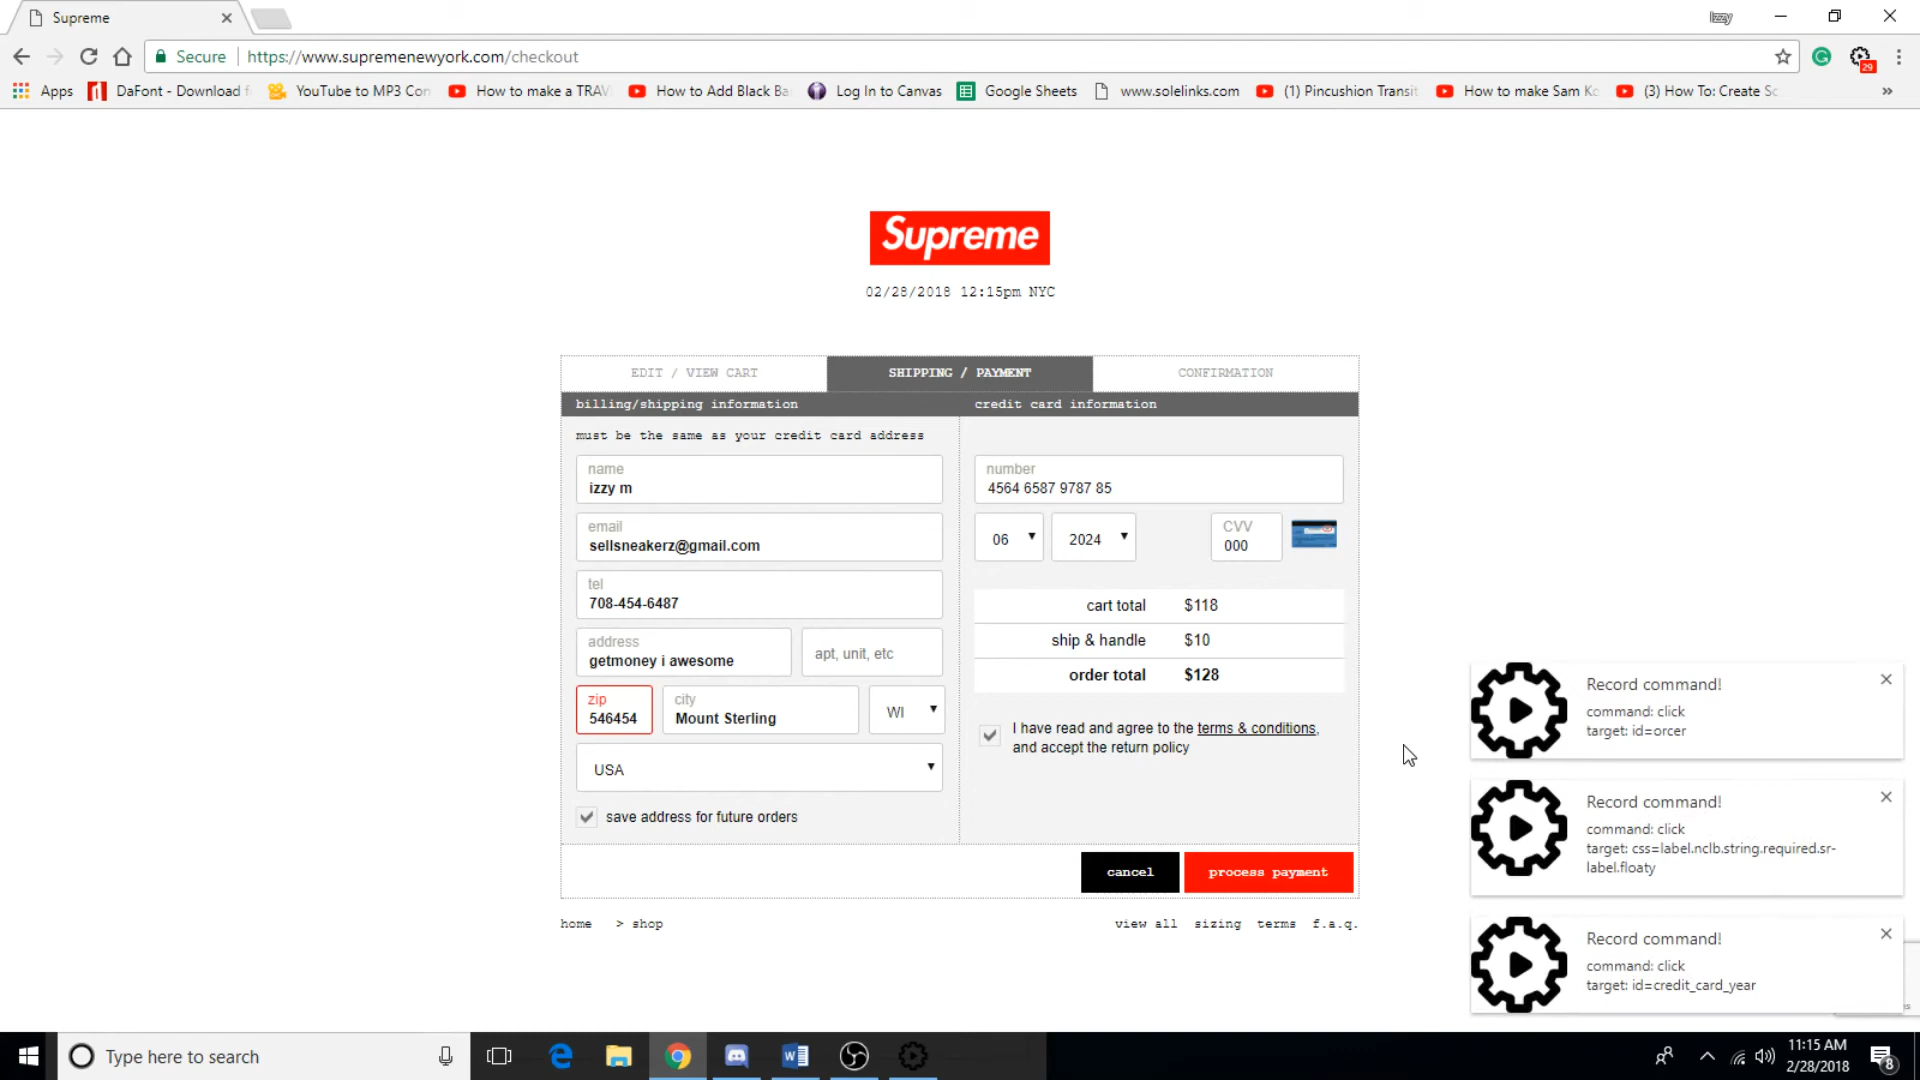 Supreme
Izzy
Secure
https://www.supremenewyork.com/checkout
29
Apps
DaFont - Download
YouTube to MP3 Con
How to make a TRAV
How to Add Black Ba
Log In to Canvas
Google Sheets
www.solelinks.com
(1) Pincushion Transit
How to make Sam Ko
(3) How To: Create Sc
»
Supreme
02/28/2018 12:15pm NYC
EDIT / VIEW CART
SHIPPING / PAYMENT
CONFIRMATION
billing/shipping information
credit card information
must be the same as your credit card address
name
izzy m
email
sellsneakerz@gmail.com
tel
708-454-6487
address
getmoney i awesome
apt, unit, etc
zip
546454
city
Mount Sterling
WI
USA
save address for future orders
number
4564 6587 9787 85
06
2024
CVV
000
cart total $118
ship & handle $10
order total $128
I have read and agree to the terms & conditions,
and accept the return policy
cancel
process payment
home > shop
view all sizing terms f.a.q.
Record command!
command: click
target: id=orcer
Record command!
command: click
target: css=label.nclb.string.required.sr-
label.floaty
Record command!
command: click
target: id=credit_card_year
Type here to search
11:15 AM
2/28/2018
8